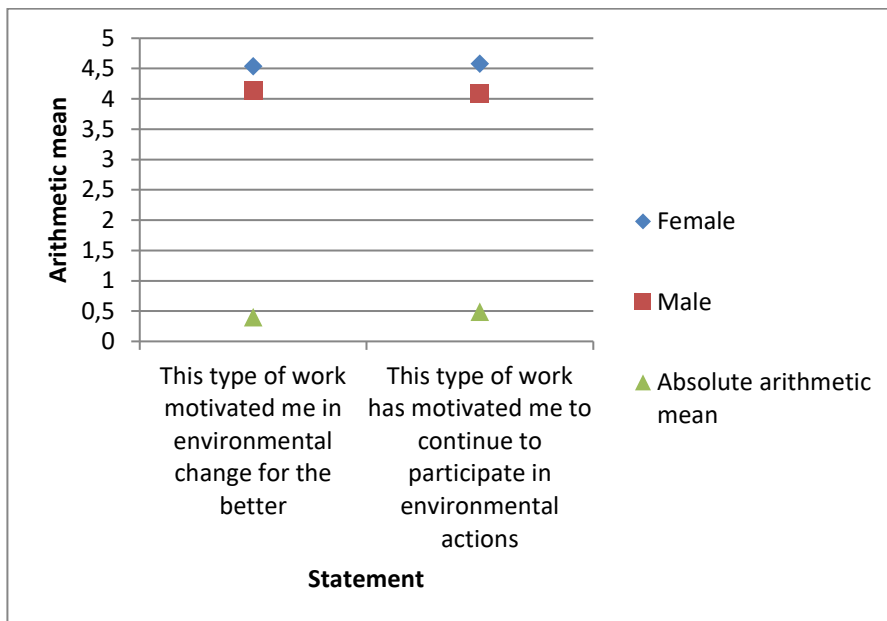 5
4,5
4
3,5
3
2,5
2
1,5
1
0,5
0
Arithmetic mean
This type of work
motivated me in
environmental
change for the
better
This type of work
has motivated me to
continue to
participate in
environmental
actions
Statement
Female
Male
Absolute arithmetic
mean